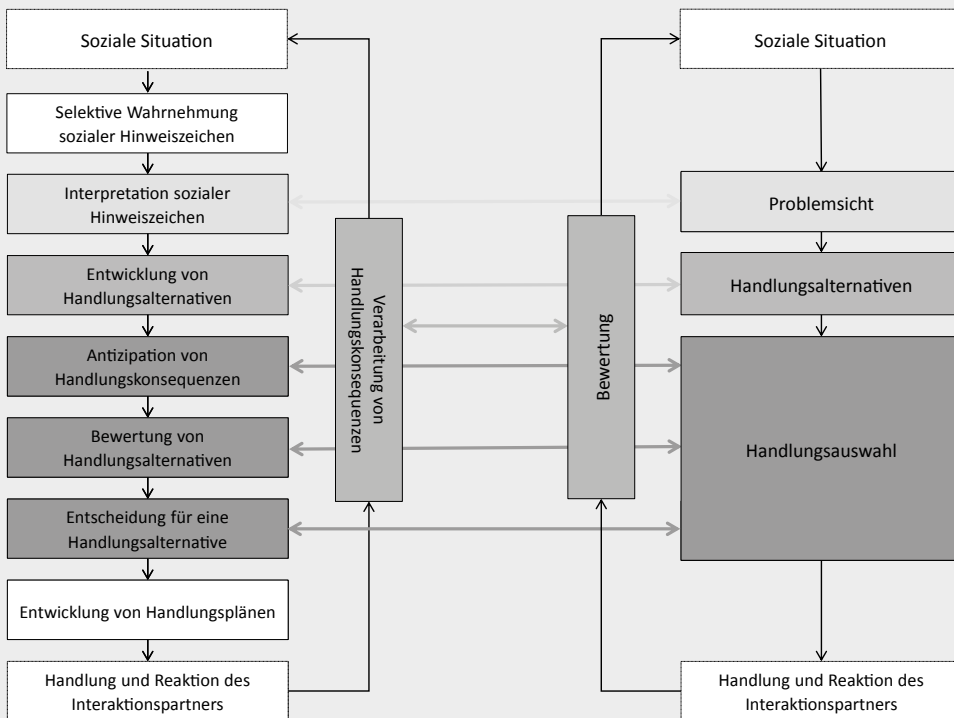 Soziale Situation
Selektive Wahrnehmung
sozialer Hinweiszeichen
Interpretation sozialer
Hinweiszeichen
Entwicklung von
Handlungsalternativen
Antizipation von
Handlungskonsequenzen
Bewertung von
Handlungsalternativen
Entscheidung für eine
Handlungsalternative
Entwicklung von Handlungsplänen
Handlung und Reaktion des
Interaktionspartners
Verarbeitung von
Handlungskonsequenzen
Bewertung
Soziale Situation
Problemsicht
Handlungsalternativen
Handlungsauswahl
Handlung und Reaktion des
Interaktionspartners